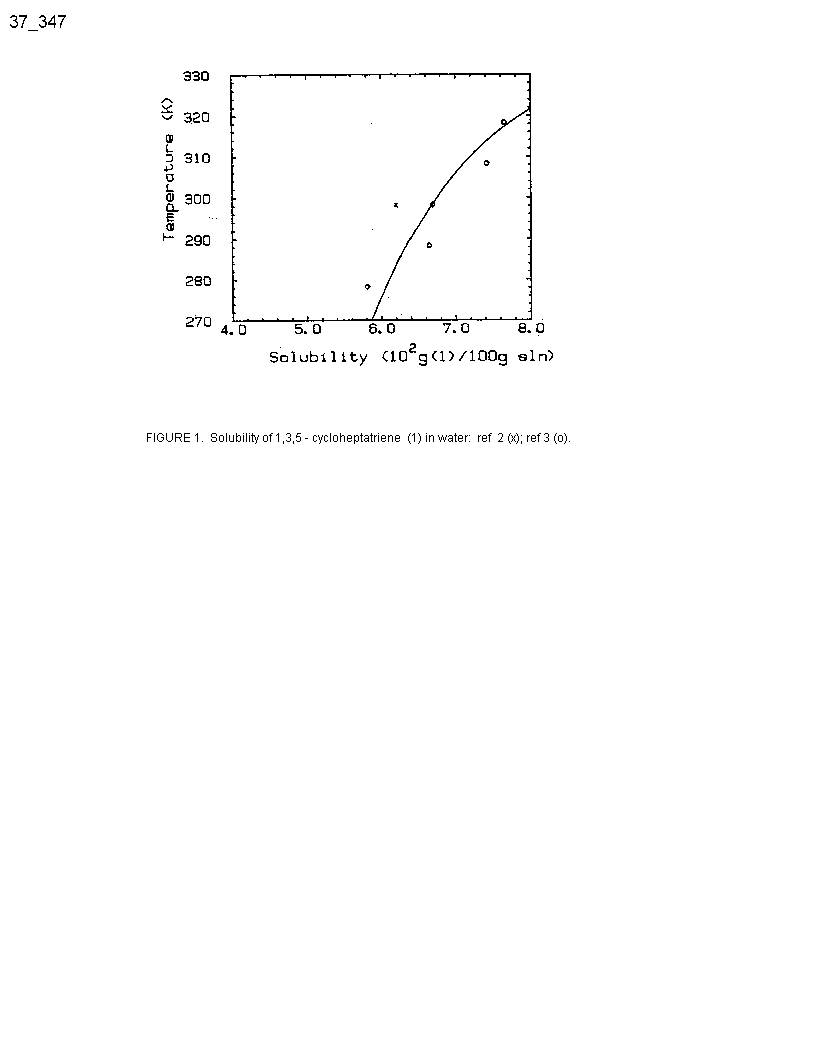 37_347
330
320
310
300
290
280
270
Temperature (K)
4.0 5.0 6.0 7.0 8.0
Solubility (10²g(1)/100g sln)
FIGURE 1. Solubility of 1,3,5 - cycloheptatriene (1) in water: ref. 2 (x); ref 3 (o).